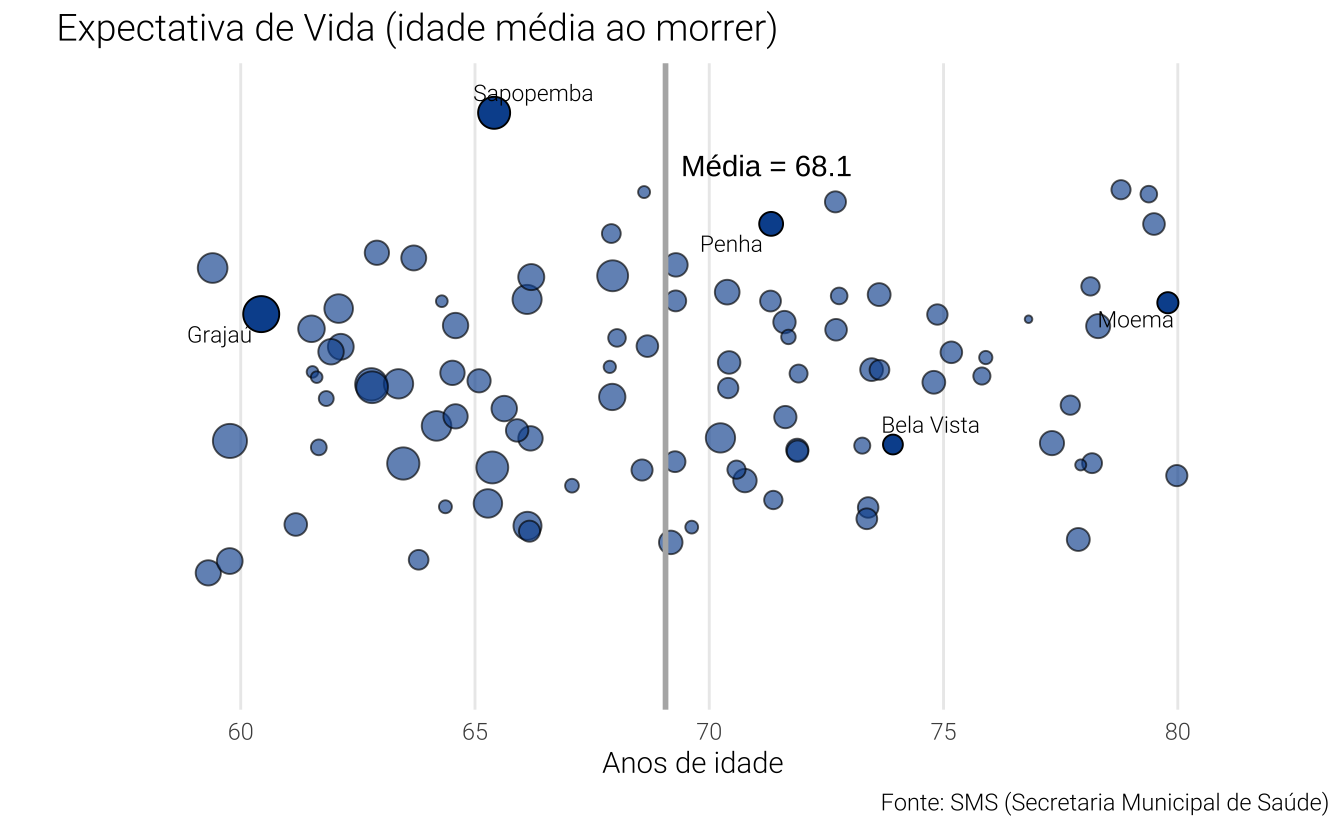 Expectativa de Vida (idade média ao morrer)
Sapopemba
Média = 68.1
Penha
Grajaú
Moema
Bela Vista
60 65 70 75 80
Anos de idade
Fonte: SMS (Secretaria Municipal de Saúde)